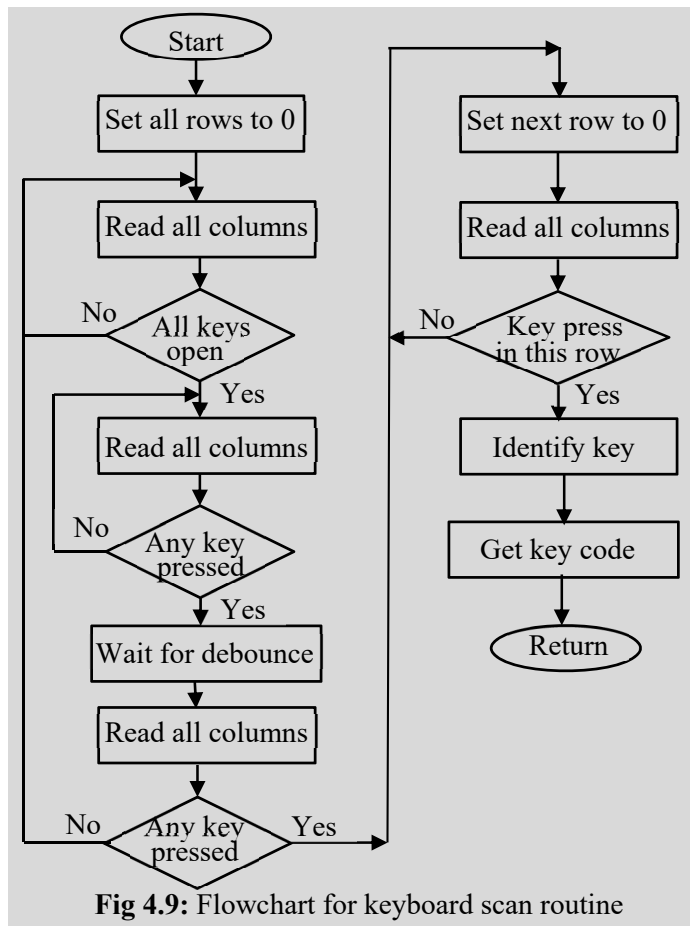 Start
Set all rows to 0
Read all columns
No
All keys
open
Yes
Read all columns
No
Any key
pressed
Yes
Wait for debounce
Read all columns
No
Any key
pressed
Yes
Set next row to 0
Read all columns
No
Key press
in this row
Yes
Identify key
Get key code
Return
Fig 4.9: Flowchart for keyboard scan routine